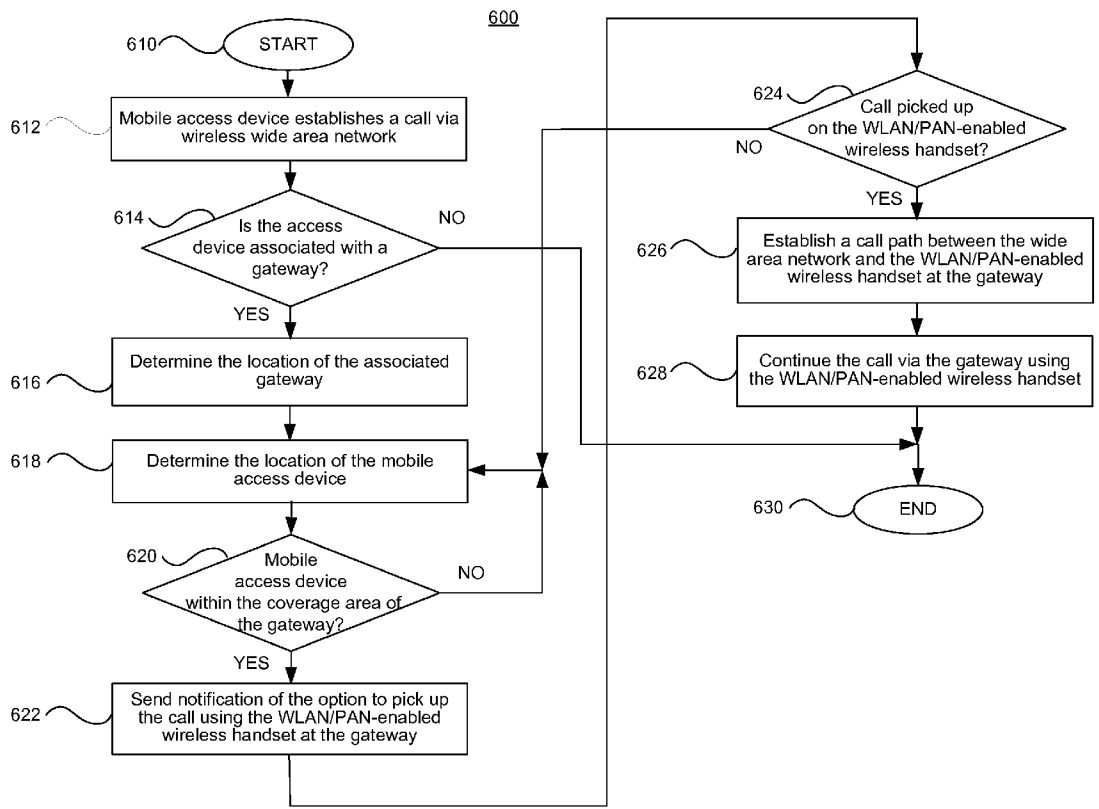 600
610
START
612
Mobile access device establishes a call via
wireless wide area network
614
Is the access
device associated with a
gateway?
NO
YES
616
Determine the location of the associated
gateway
618
Determine the location of the mobile
access device
620
Mobile
access device
within the coverage area of
the gateway?
NO
YES
622
Send notification of the option to pick up
the call using the WLAN/PAN-enabled
wireless handset at the gateway
624
Call picked up
on the WLAN/PAN-enabled
wireless handset?
NO
YES
626
Establish a call path between the wide
area network and the WLAN/PAN-enabled
wireless handset at the gateway
628
Continue the call via the gateway using
the WLAN/PAN-enabled wireless handset
630
END